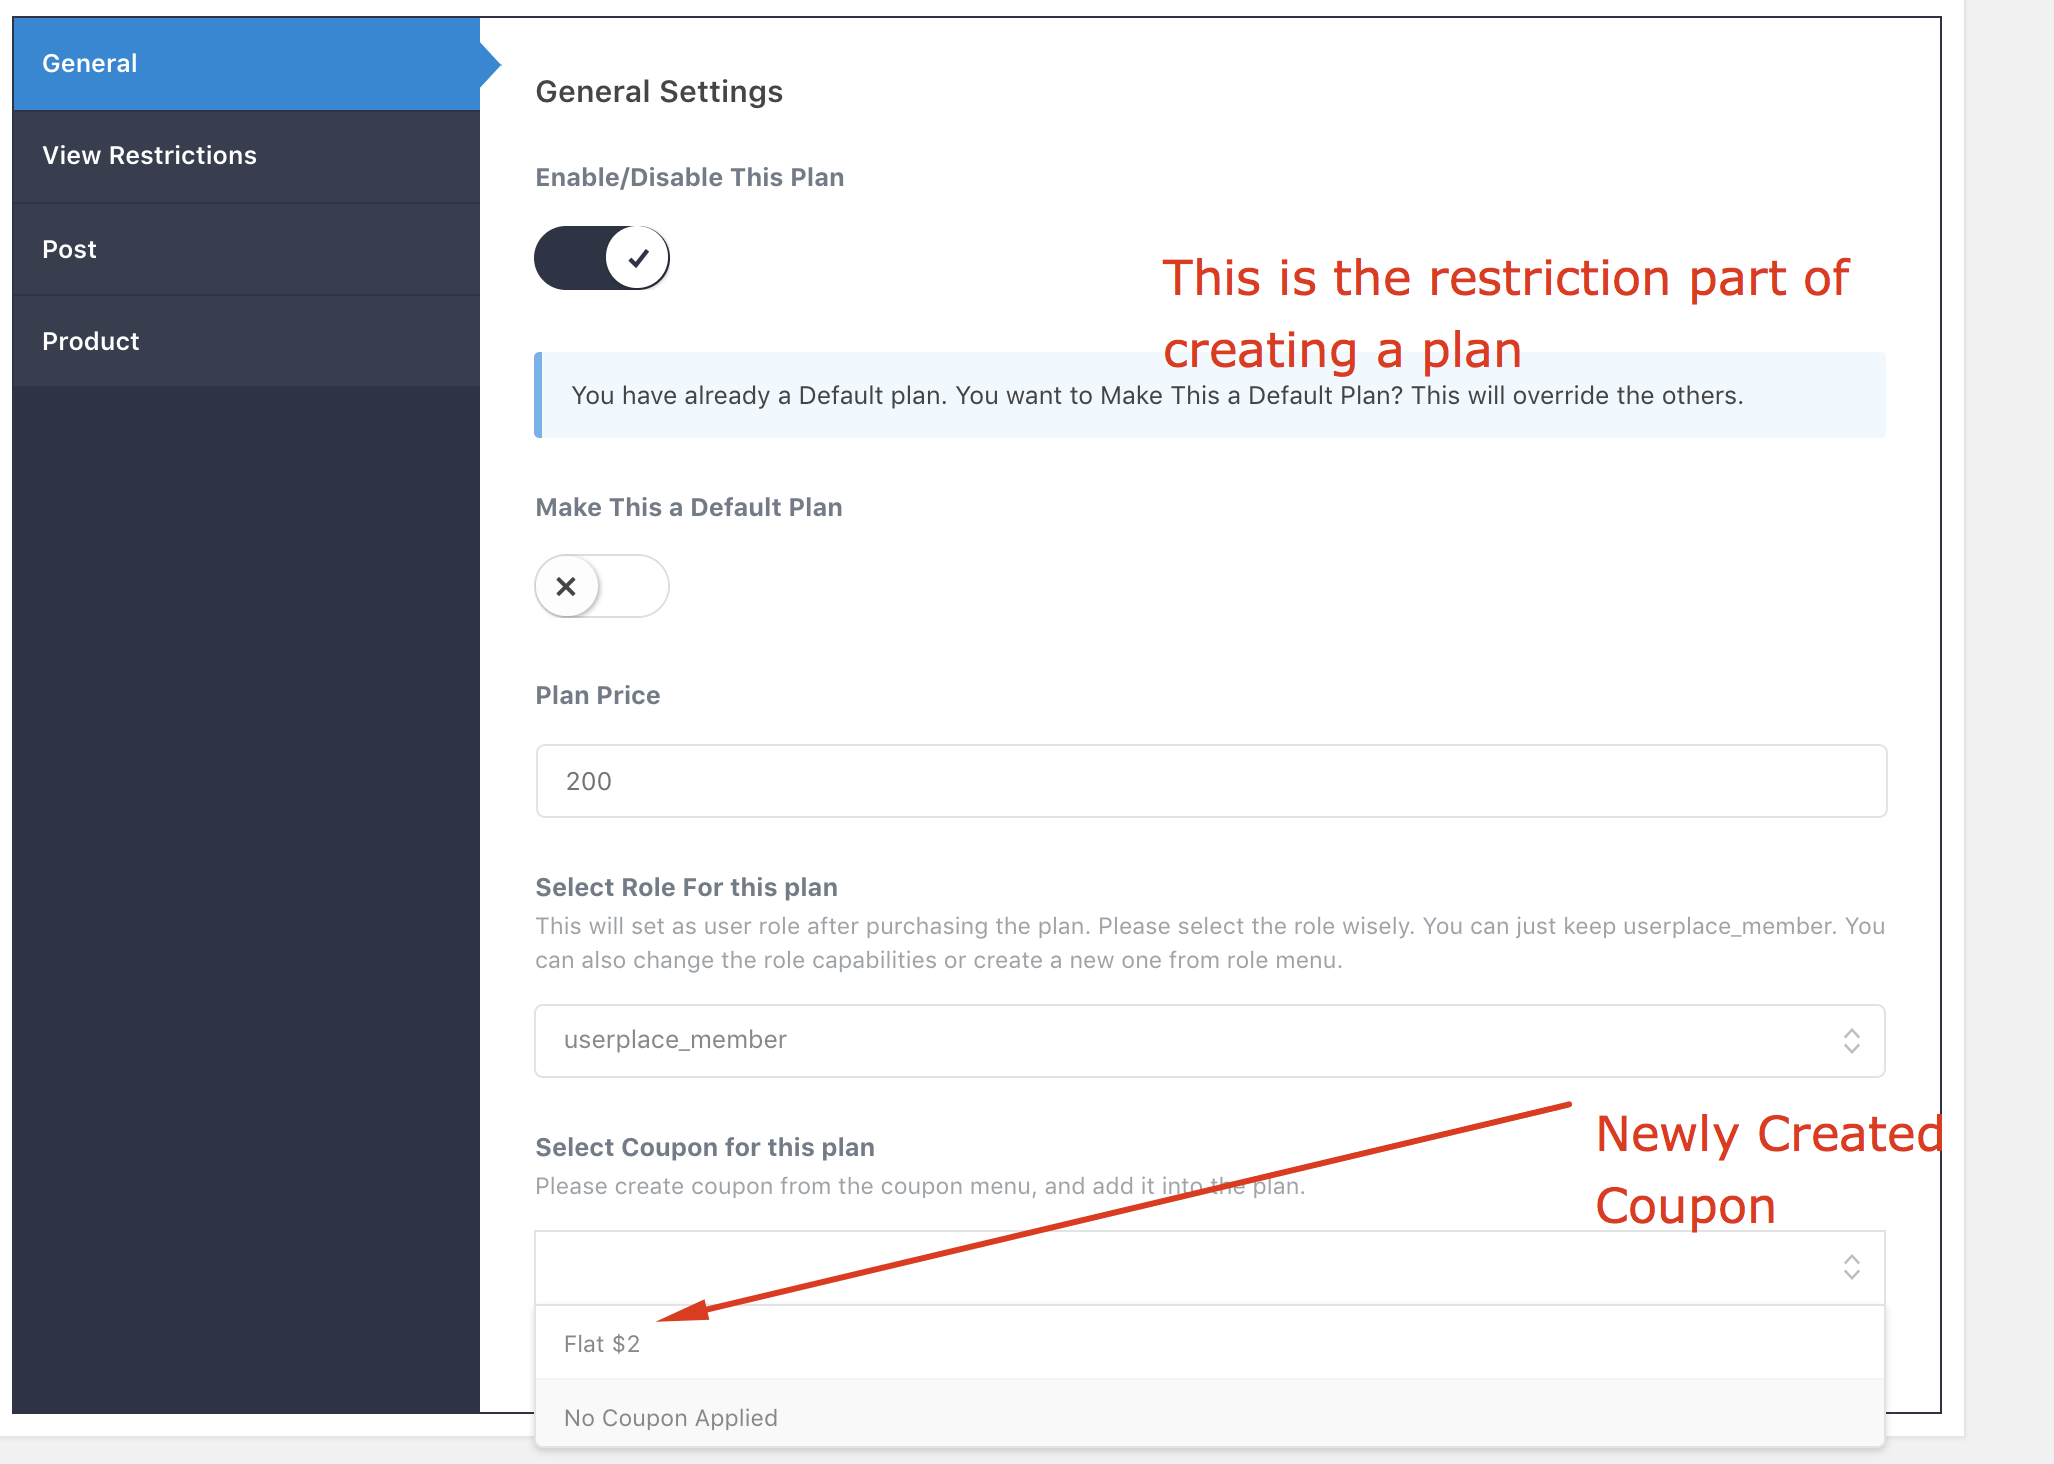 General
View Restrictions
Post
Product
General Settings
Enable/Disable This Plan
This is the restriction part of
creating a plan
You have already a Default plan. You want to Make This a Default Plan? This will override the others.
Make This a Default Plan
Plan Price
200
Select Role For this plan
This will set as user role after purchasing the plan. Please select the role wisely. You can just keep userplace_member. You
can also change the role capabilities or create a new one from role menu.
userplace_member
Newly Created
Coupon
Select Coupon for this plan
Please create coupon from the coupon menu, and add it into the plan.
Flat $2
No Coupon Applied